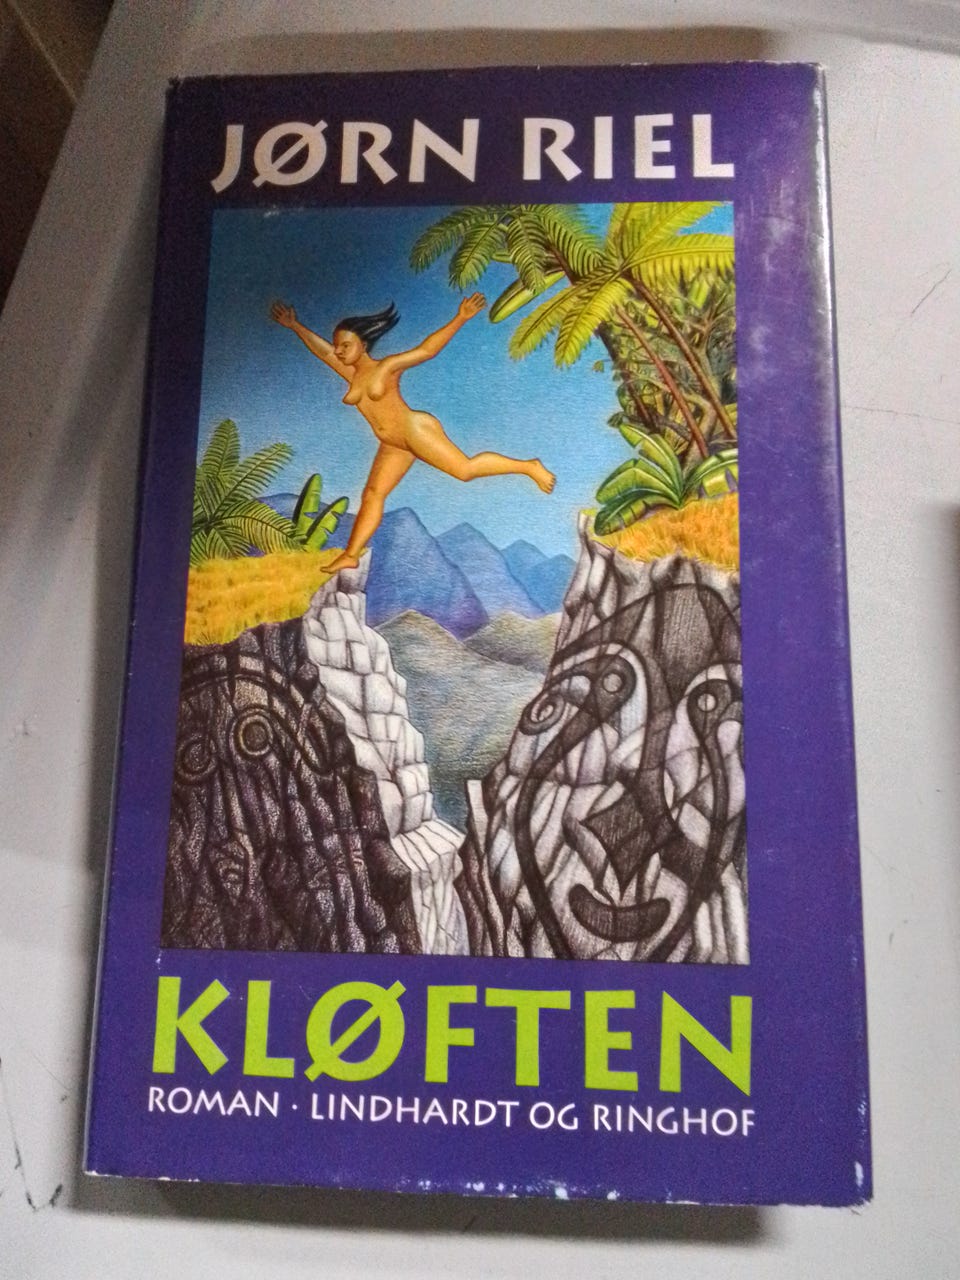 JØRN RIEL
KLØFTEN
ROMAN · LINDHARDT OG RINGHOF